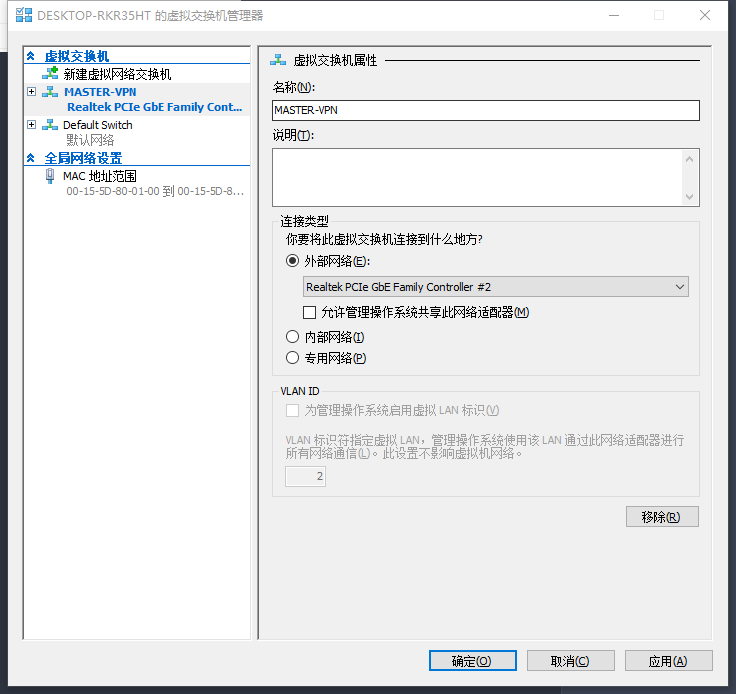 DESKTOP-RKR35HT 的虚拟交换机管理器
虚拟交换机
新建虚拟网络交换机
MASTER-VPN
Realtek PCIe GbE Family Cont...
Default Switch
默认网络
全局网络设置
MAC 地址范围
00-15-5D-80-01-00 到 00-15-5D-8...
虚拟交换机属性
名称(N):
MASTER-VPN
说明(T):
连接类型
你要将此虚拟交换机连接到什么地方?
外部网络(E):
Realtek PCIe GbE Family Controller #2
允许管理操作系统共享此网络适配器(M)
内部网络(I)
专用网络(P)
VLAN ID
为管理操作系统启用虚拟 LAN 标识(V)
VLAN 标识符指定虚拟 LAN，管理操作系统使用该 LAN 通过此网络适配器进行
所有网络通信(L)。此设置不影响虚拟机网络。
2
移除(R)
确定(O)
取消(C)
应用(A)